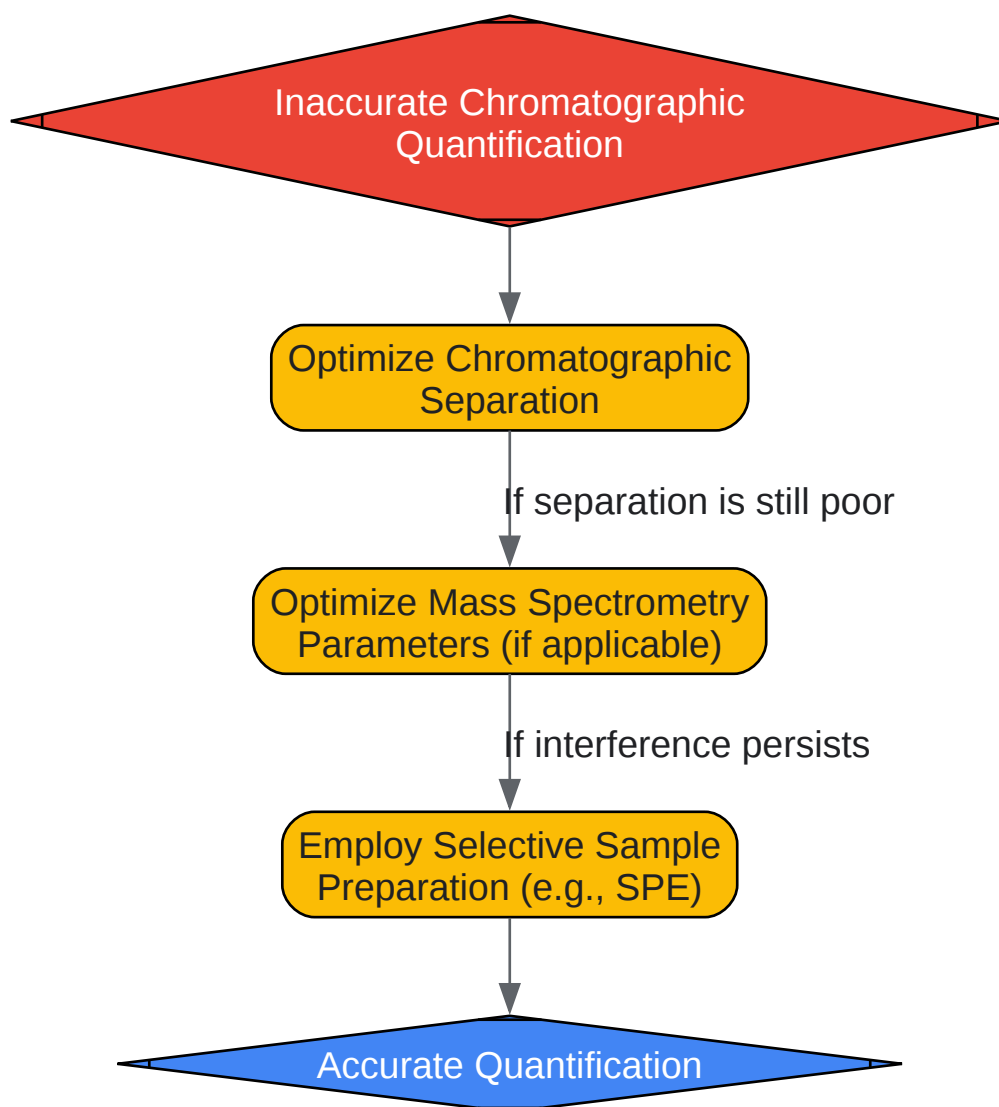 Inaccurate Chromatographic
Quantification
Optimize Chromatographic
Separation
If separation is still poor
Optimize Mass Spectrometry
Parameters (if applicable)
If interference persists
Employ Selective Sample
Preparation (e.g., SPE)
Accurate Quantification